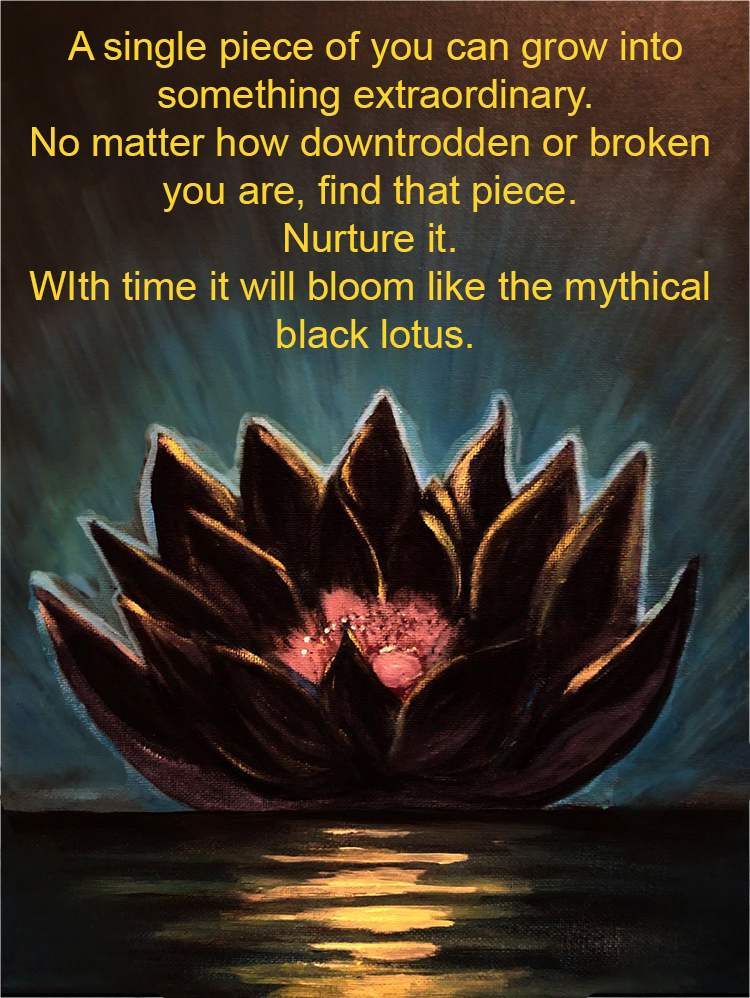 A single piece of you can grow into
something extraordinary.
No matter how downtrodden or broken
you are, find that piece.
Nurture it.
WIth time it will bloom like the mythical
black lotus.